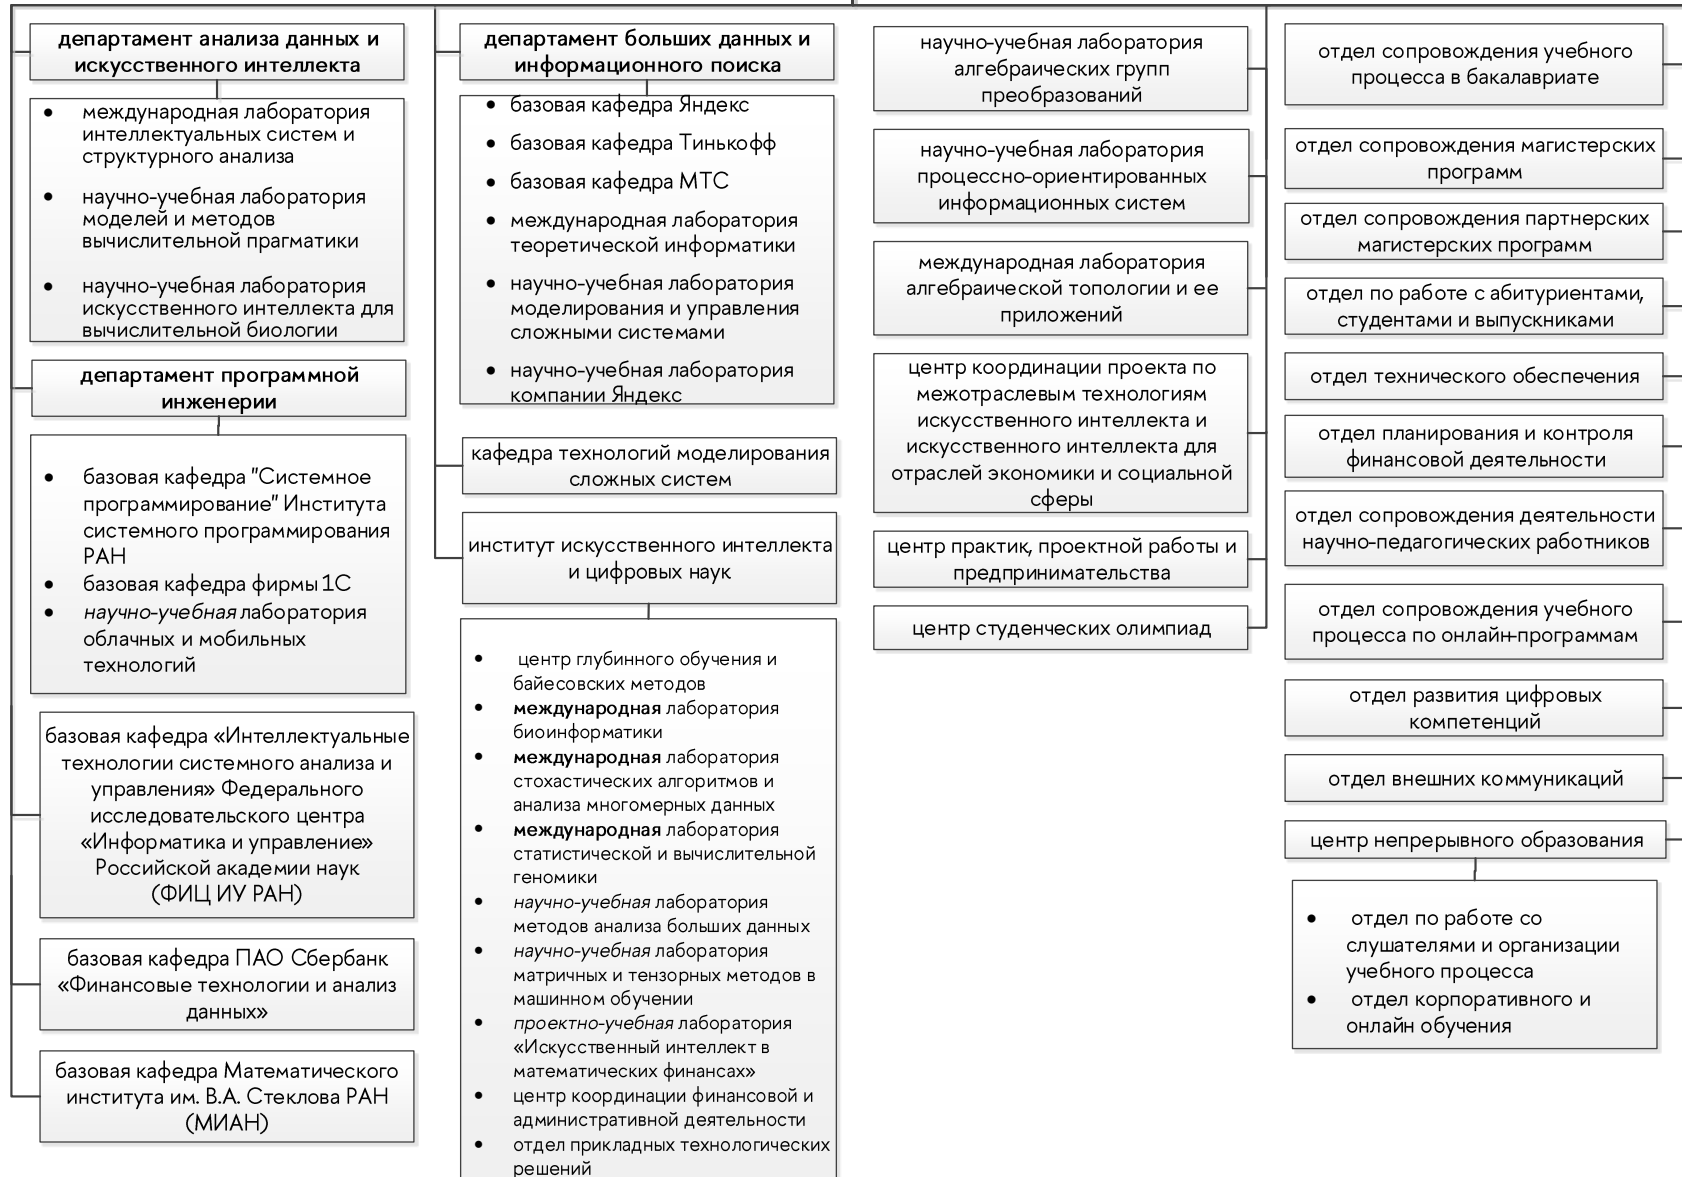 департамент анализа данных и
искусственного интеллекта
• международная лаборатория
интеллектуальных систем и
структурного анализа
• научно-учебная лаборатория
моделей и методов
вычислительной прагматики
• научно-учебная лаборатория
искусственного интеллекта для
вычислительной биологии
департамент программной
инженерии
• базовая кафедра "Системное
программирование" Института
системного программирования
РАН
• базовая кафедра фирмы 1С
• научно-учебная лаборатория
облачных и мобильных
технологий
базовая кафедра «Интеллектуальные
технологии системного анализа и
управления» Федерального
исследовательского центра
«Информатика и управление»
Российской академии наук
(ФИЦ ИУ РАН)
базовая кафедра ПАО Сбербанк
«Финансовые технологии и анализ
данных»
базовая кафедра Математического
института им. В.А. Стеклова РАН
(МИАН)
департамент больших данных и
информационного поиска
• базовая кафедра Яндекс
• базовая кафедра Тинькофф
• базовая кафедра МТС
• международная лаборатория
теоретической информатики
• научно-учебная лаборатория
моделирования и управления
сложными системами
• научно-учебная лаборатория
компании Яндекс
кафедра технологий моделирования
сложных систем
институт искусственного интеллекта
и цифровых наук
• центр глубинного обучения и
байесовских методов
• международная лаборатория
биоинформатики
• международная лаборатория
стохастических алгоритмов и
анализа многомерных данных
• международная лаборатория
статистической и вычислительной
геномики
• научно-учебная лаборатория
методов анализа больших данных
• научно-учебная лаборатория
матричных и тензорных методов в
машинном обучении
• проектно-учебная лаборатория
«Искусственный интеллект в
математических финансах»
• центр координации финансовой и
административной деятельности
• отдел прикладных технологических
решений
научно-учебная лаборатория
алгебраических групп
преобразований
научно-учебная лаборатория
процессно-ориентированных
информационных систем
международная лаборатория
алгебраической топологии и ее
приложений
центр координации проекта по
межотраслевым технологиям
искусственного интеллекта и
искусственного интеллекта для
отраслей экономики и социальной
сферы
центр практик, проектной работы и
предпринимательства
центр студенческих олимпиад
отдел сопровождения учебного
процесса в бакалавриате
отдел сопровождения магистерских
программ
отдел сопровождения партнерских
магистерских программ
отдел по работе с абитуриентами,
студентами и выпускниками
отдел технического обеспечения
отдел планирования и контроля
финансовой деятельности
отдел сопровождения деятельности
научно-педагогических работников
отдел сопровождения учебного
процесса по онлайн-программам
отдел развития цифровых
компетенций
отдел внешних коммуникаций
центр непрерывного образования
• отдел по работе со
слушателями и организации
учебного процесса
• отдел корпоративного и
онлайн обучения